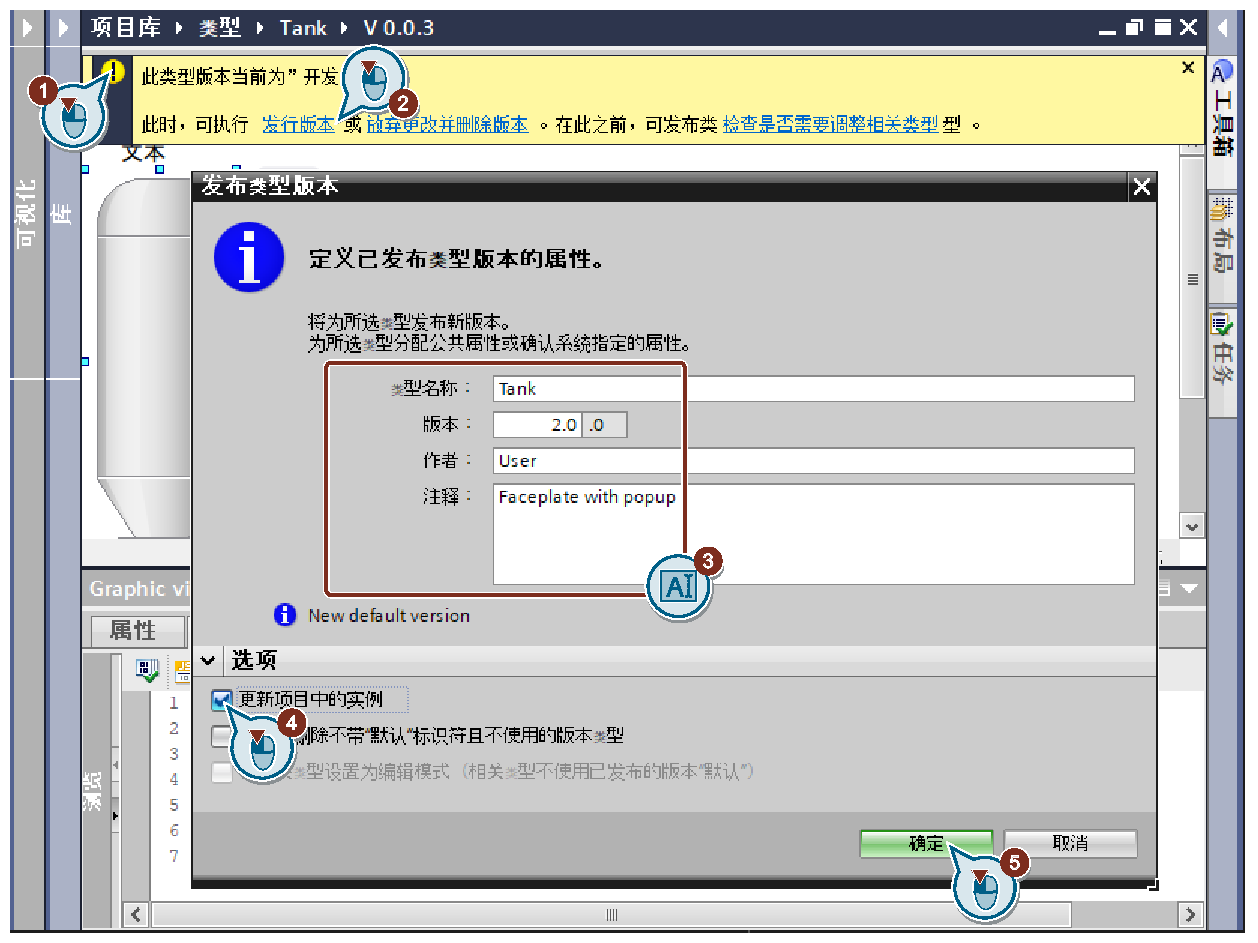 项目库 类型 Tank V 0.0.3
此类型版本当前为”开发
此时，可执行 发行版本 或 放弃更改并删除版本 。在此之前，可发布类 检查是否需要调整相关类型 型 。
1
2
可视化
库
文本
工具箱
布局
任务
发布类型版本
定义已发布类型版本的属性。
将为所选类型发布新版本。
为所选类型分配公共属性或确认系统指定的属性。
类型名称： Tank
版本： 2.0 .0
作者： User
注释： Faceplate with popup
3
AI
New default version
Graphic vi
属性
浏览
1
2
3
4
5
6
7
选项
更新项目中的实例
4
删除不带“默认“标识符且不使用的版本类型
类型设置为编辑模式（相关类型不使用已发布的版本“默认”）
确定
取消
5